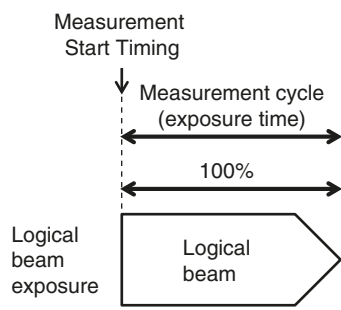 Measurement
Start Timing
Measurement cycle
(exposure time)
100%
Logical
beam
exposure
Logical
beam